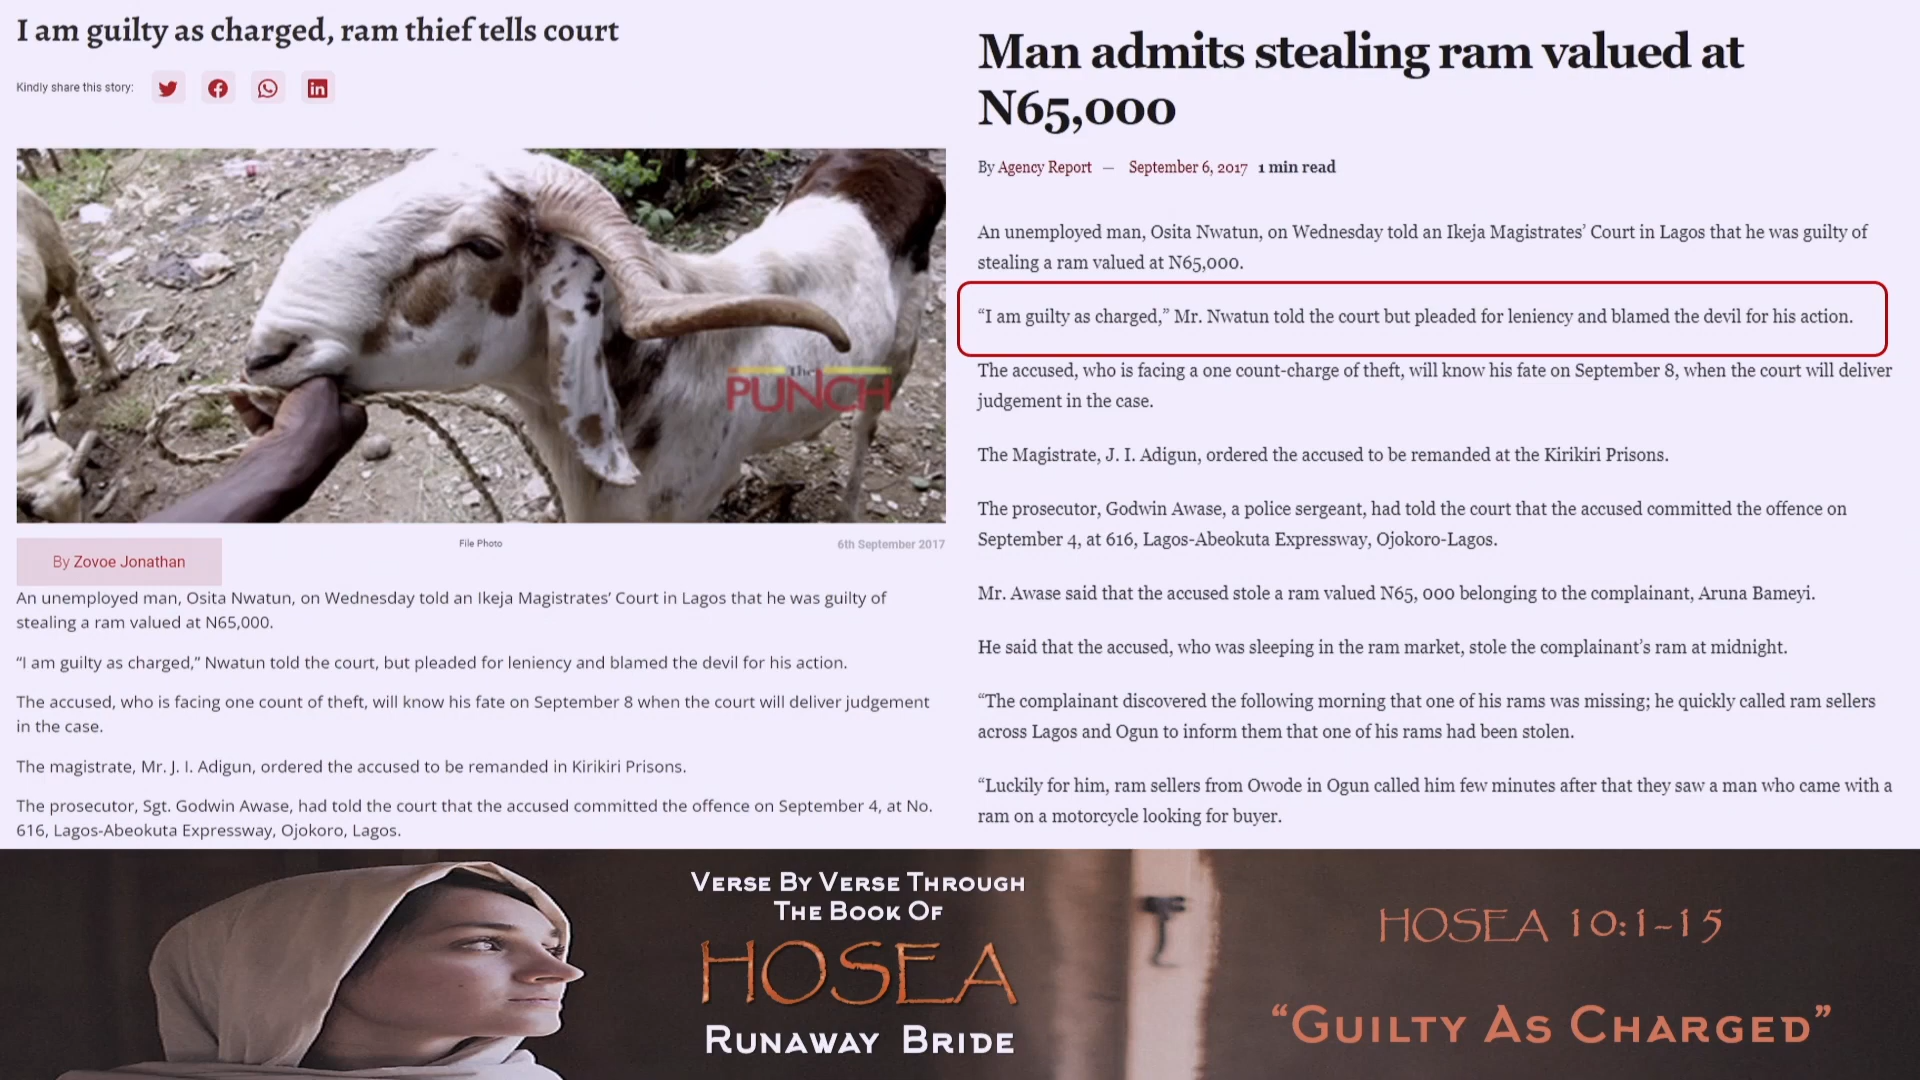 I am guilty as charged, ram thief tells court
Kindly share this story:
The
PUNCH
File Photo
6th September 2017
By Zovoe Jonathan
An unemployed man, Osita Nwatun, on Wednesday told an Ikeja Magistrates’ Court in Lagos that he was guilty of
stealing a ram valued at N65,000.
“I am guilty as charged,” Nwatun told the court, but pleaded for leniency and blamed the devil for his action.
The accused, who is facing one count of theft, will know his fate on September 8 when the court will deliver judgement
in the case.
The magistrate, Mr. J. I. Adigun, ordered the accused to be remanded in Kirikiri Prisons.
The prosecutor, Sgt. Godwin Awase, had told the court that the accused committed the offence on September 4, at No.
616, Lagos-Abeokuta Expressway, Ojokoro, Lagos.
Man admits stealing ram valued at
N65,000
By Agency Report — September 6, 2017 1 min read
An unemployed man, Osita Nwatun, on Wednesday told an Ikeja Magistrates’ Court in Lagos that he was guilty of
stealing a ram valued at N65,000.
“I am guilty as charged,” Mr. Nwatun told the court but pleaded for leniency and blamed the devil for his action.
The accused, who is facing a one count-charge of theft, will know his fate on September 8, when the court will deliver
judgement in the case.
The Magistrate, J. I. Adigun, ordered the accused to be remanded at the Kirikiri Prisons.
The prosecutor, Godwin Awase, a police sergeant, had told the court that the accused committed the offence on
September 4, at 616, Lagos-Abeokuta Expressway, Ojokoro-Lagos.
Mr. Awase said that the accused stole a ram valued N65, 000 belonging to the complainant, Aruna Bameyi.
He said that the accused, who was sleeping in the ram market, stole the complainant’s ram at midnight.
“The complainant discovered the following morning that one of his rams was missing; he quickly called ram sellers
across Lagos and Ogun to inform them that one of his rams had been stolen.
“Luckily for him, ram sellers from Owode in Ogun called him few minutes after that they saw a man who came with a
ram on a motorcycle looking for buyer.
VERSE BY VERSE THROUGH
THE BOOK OF
HOSEA
RUNAWAY BRIDE
HOSEA 10:1-15
“GUILTY AS CHARGED”